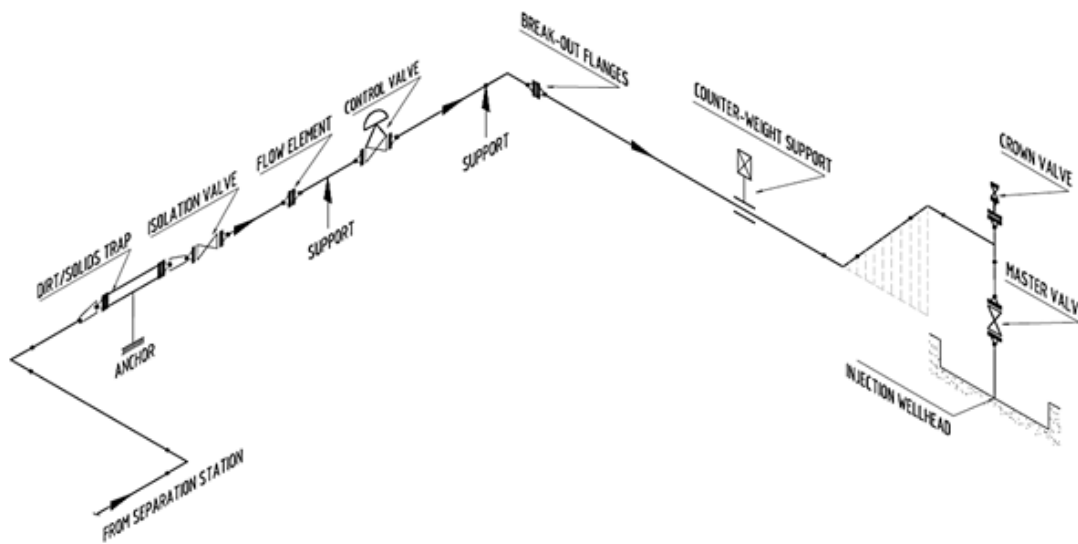 BREAK-OUT FLANGES
CONTROL VALVE
COUNTER-WEIGHT SUPPORT
FLOW ELEMENT
CROWN VALVE
SUPPORT
ISOLATION VALVE
SUPPORT
DIRT/SOLIDS TRAP
MASTER VALV
ANCHOR
INJECTION WELLHEAD
FROM SEPARATION STATION